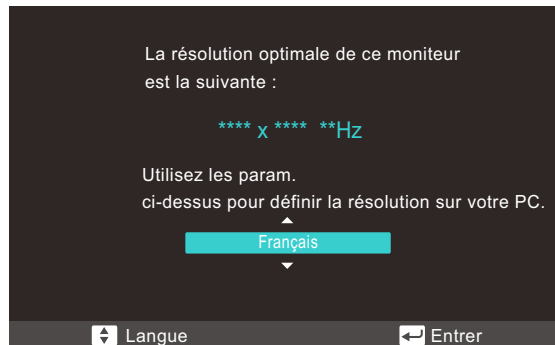 La résolution optimale de ce moniteur
est la suivante :
**** x **** **Hz
Utilisez les param.
ci-dessus pour définir la résolution sur votre PC.
Français
Langue
Entrer